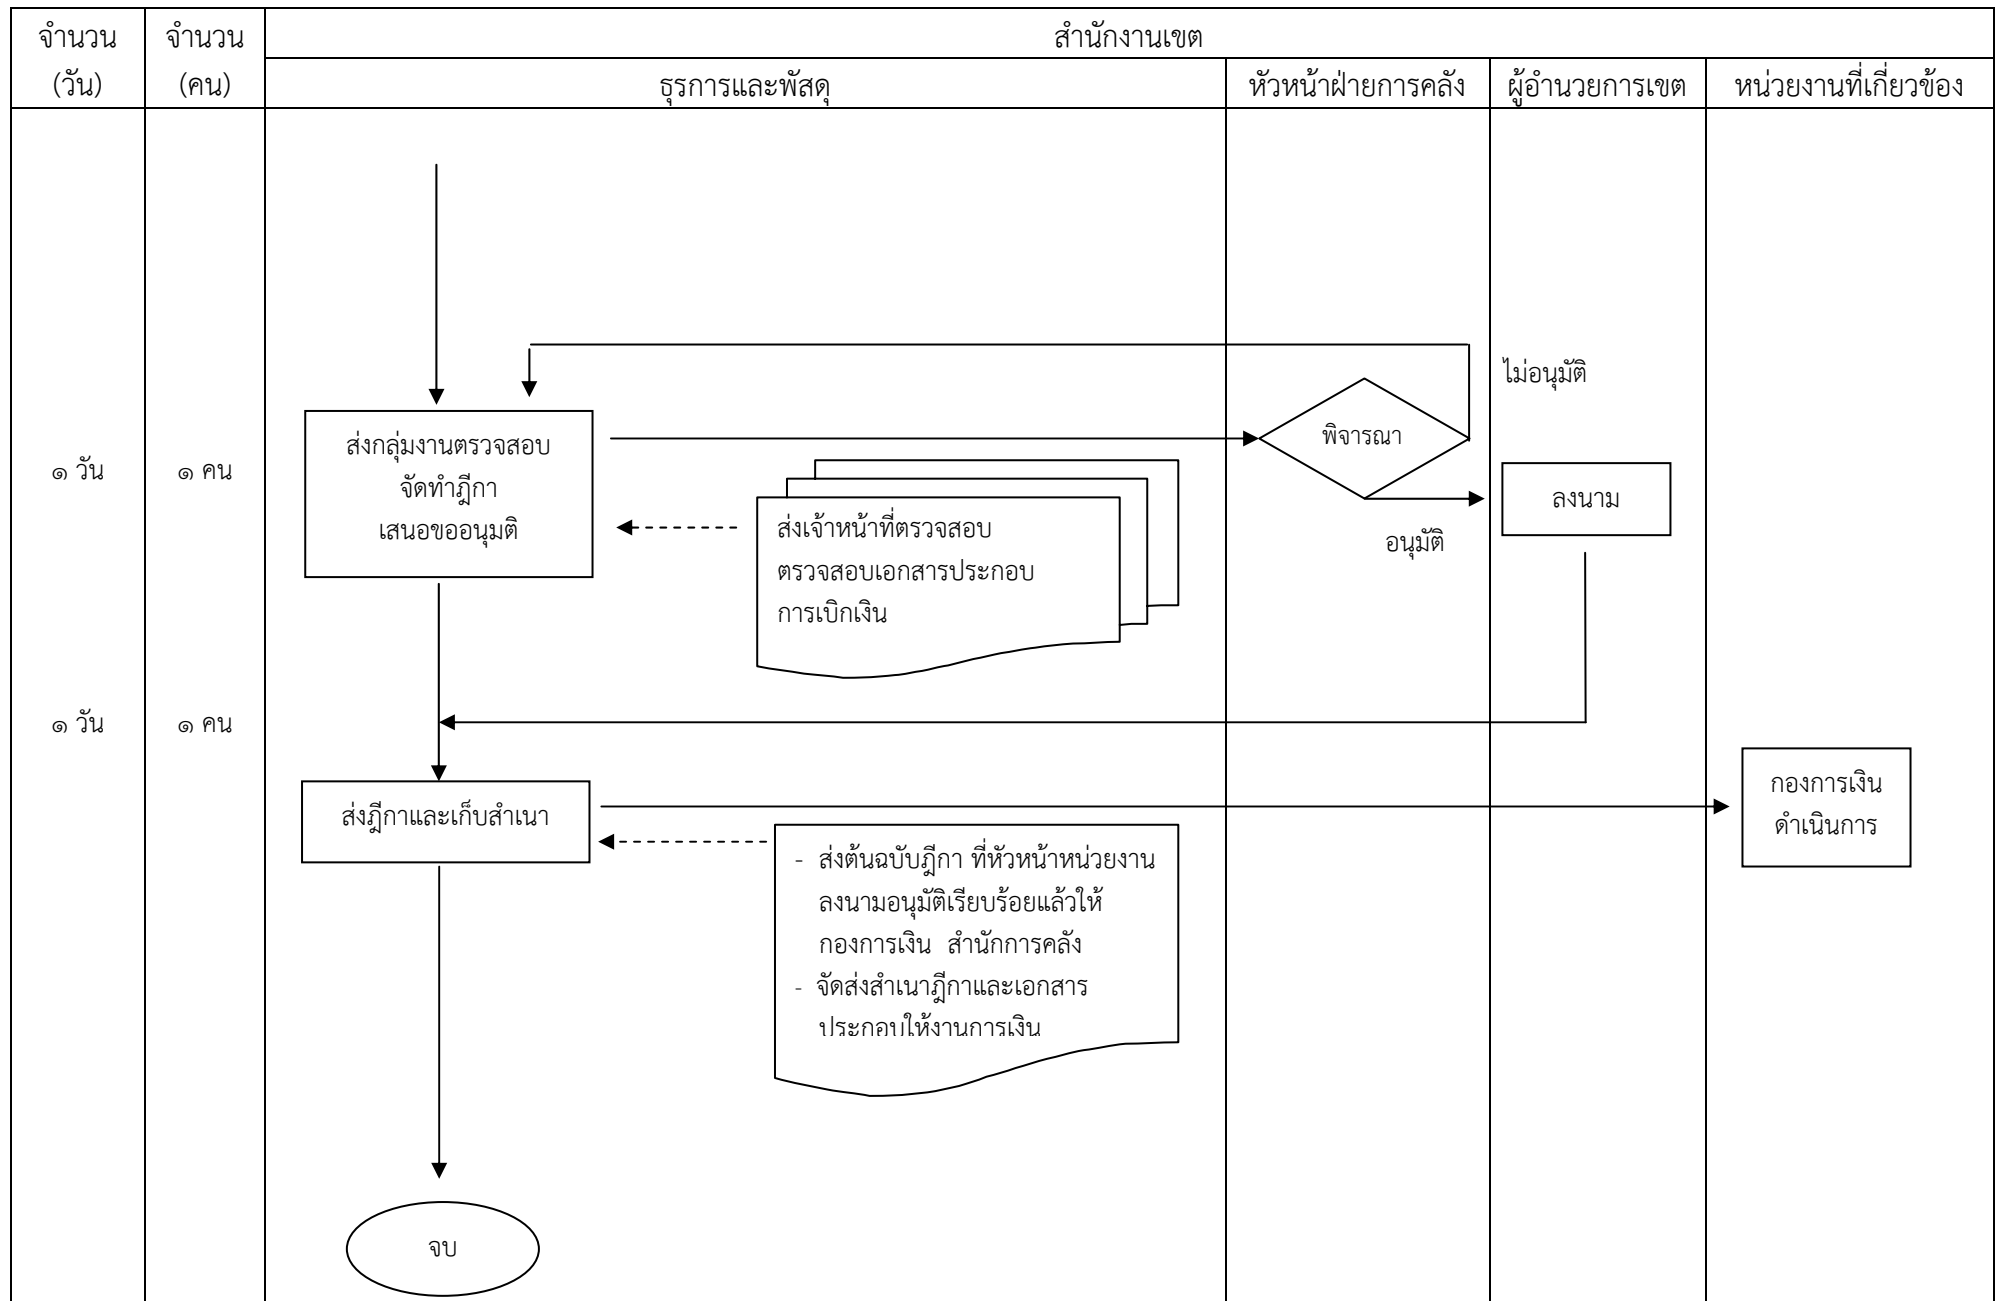 จำนวน
(วัน)
จำนวน
(คน)
สำนักงานเขต
ธุรการและพัสดุ
หัวหน้าฝ่ายการคลัง
ผู้อำนวยการเขต
หน่วยงานที่เกี่ยวข้อง
ไม่อนุมัติ
๑ วัน
๑ คน
ส่งกลุ่มงานตรวจสอบ
จัดทำฎีกา
เสนอขออนุมติ
พิจารณา
ลงนาม
อนุมัติ
ส่งเจ้าหน้าที่ตรวจสอบ
ตรวจสอบเอกสารประกอบ
การเบิกเงิน
๑ วัน
๑ คน
ส่งฎีกาและเก็บสำเนา
กองการเงิน
ดำเนินการ
- ส่งต้นฉบับฎีกา ที่หัวหน้าหน่วยงาน
ลงนามอนุมัติเรียบร้อยแล้วให้
กองการเงิน สำนักการคลัง
- จัดส่งสำเนาฎีกาและเอกสาร
ประกอบให้งานการเงิน
จบ